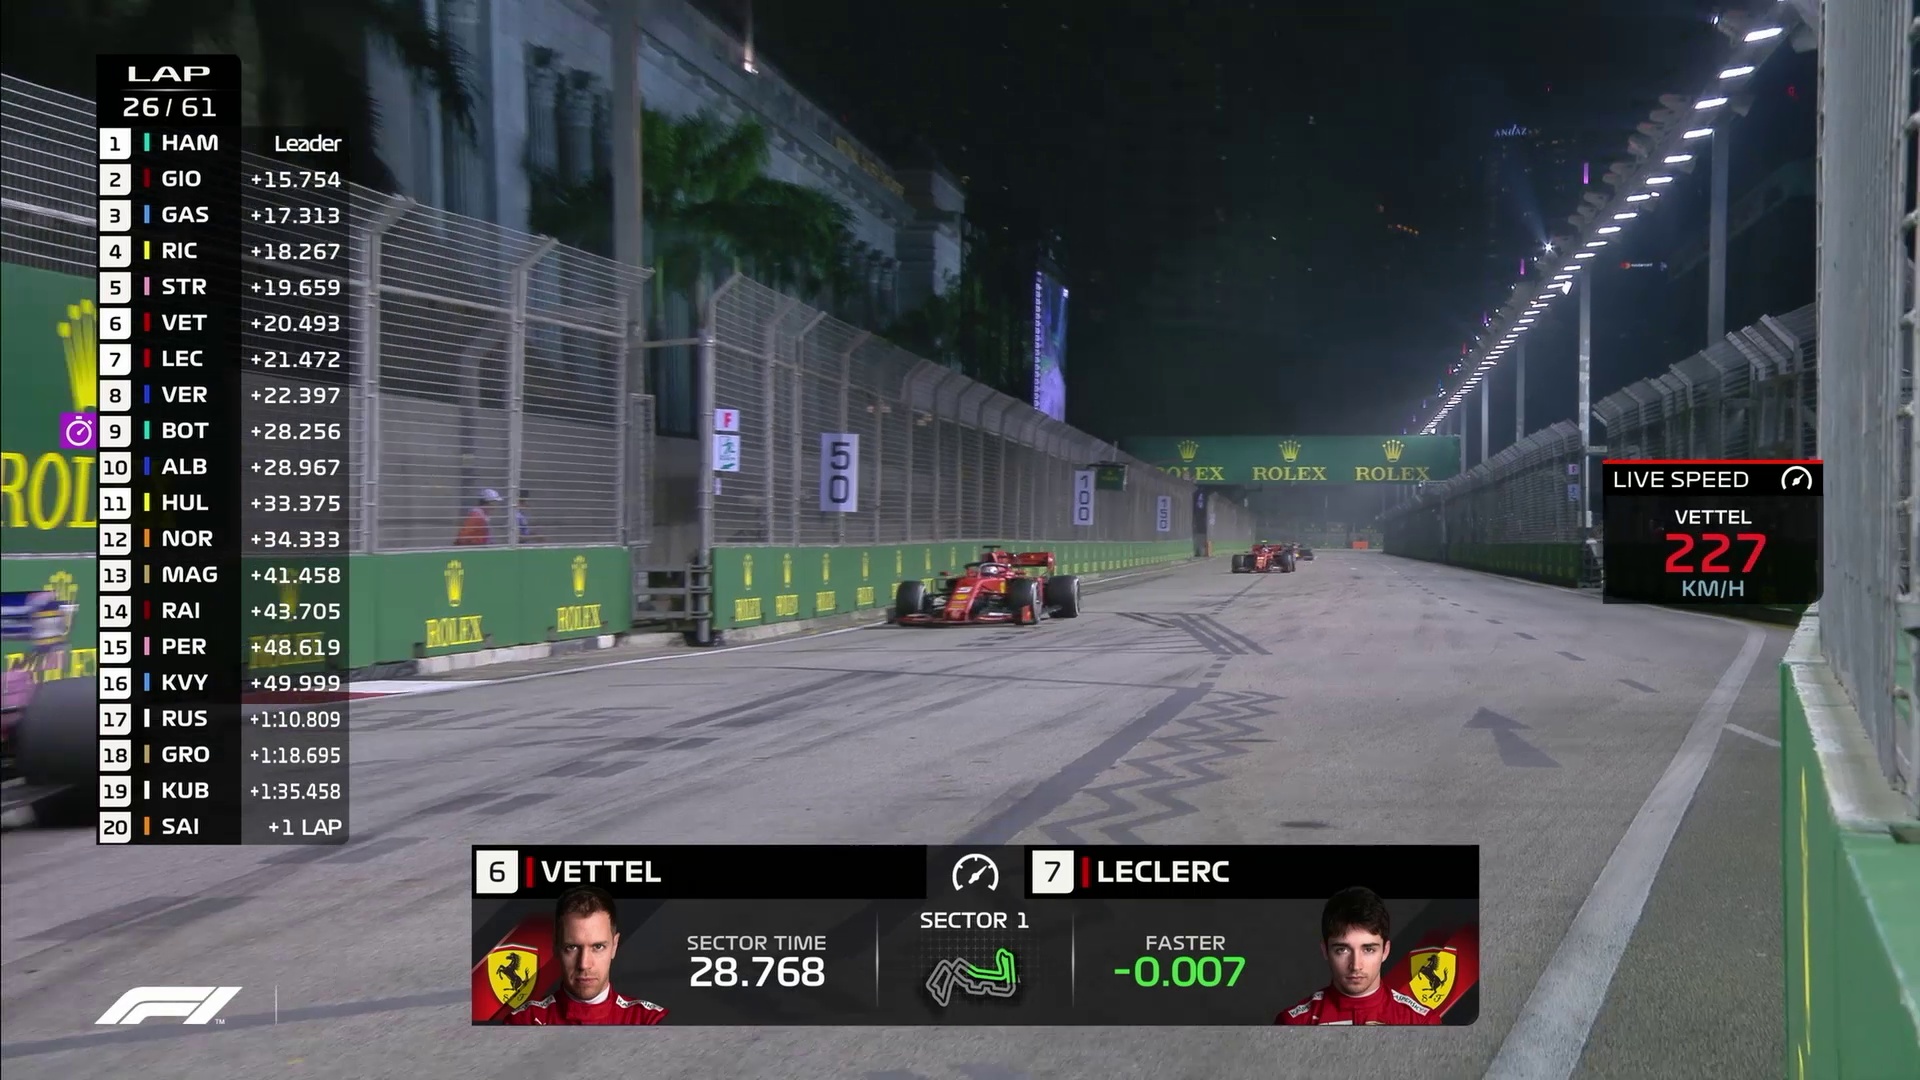 LAP
26/61
1 HAM Leader
2 GIO +15.754
3 GAS +17.313
4 RIC +18.267
5 STR +19.659
6 VET +20.493
7 LEC +21.472
8 VER +22.397
9 BOT +28.256
10 ALB +28.967
11 HUL +33.375
12 NOR +34.333
13 MAG +41.458
14 RAI +43.705
15 PER +48.619
16 KVY +49.999
17 RUS +1:10.809
18 GRO +1:18.695
19 KUB +1:35.458
20 SAI +1 LAP
F
50
100
150
ROLEX ROLEX ROLEX
ROLEX ROLEX
ROLEX ROLEX ROLEX ROLEX
LIVE SPEED
VETTEL
227
KM/H
6 VETTEL
SECTOR TIME
28.768
SECTOR 1
7 LECLERC
FASTER
-0.007
F1